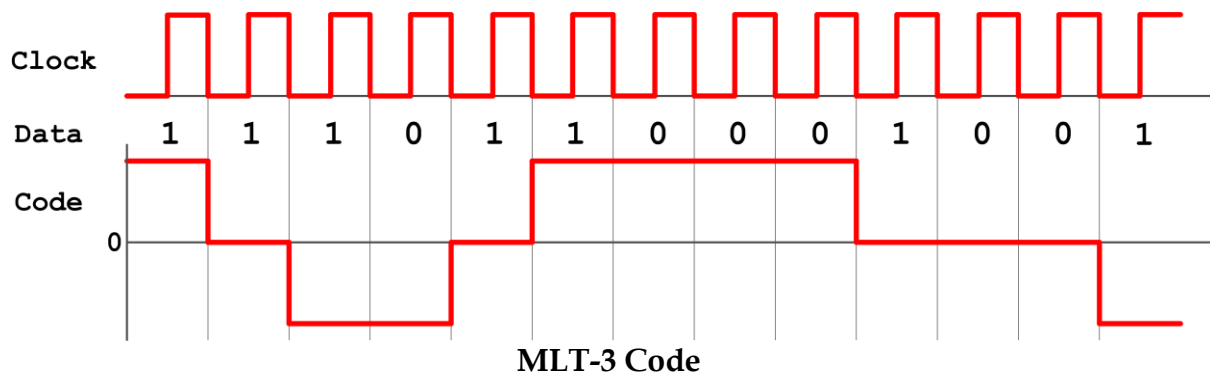 Clock
Data 1 1 1 0 1 1 0 0 0 1 0 0 1
Code
0
MLT-3 Code